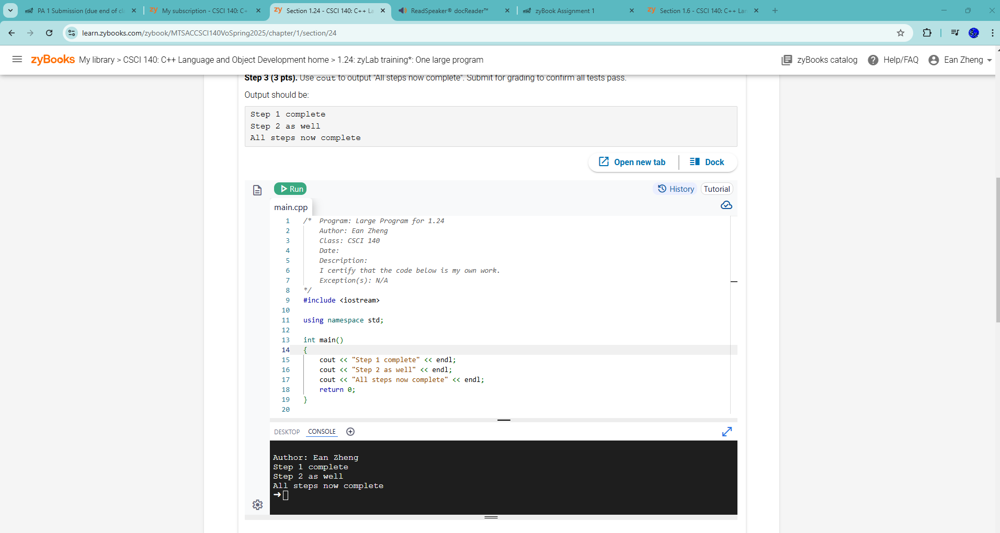 PA 1 Submission (due end of cl
My subscription - CSCI 140: C+
Section 1.24 - CSCI 140: C++ La
ReadSpeaker® docReader™
zyBook Assignment 1
Section 1.6 - CSCI 140: C++ Lan
learn.zybooks.com/zybook/MTSACCSCI140VoSpring2025/chapter/1/section/24
zyBooks My library > CSCI 140: C++ Language and Object Development home > 1.24: zyLab training*: One large program
zyBooks catalog
Help/FAQ
Ean Zheng
Step 3 (3 pts). Use cout to output "All steps now complete". Submit for grading to confirm all tests pass.
Output should be:
Step 1 complete
Step 2 as well
All steps now complete
Open new tab
Dock
Run
History
Tutorial
main.cpp
1 /* Program: Large Program for 1.24
2 Author: Ean Zheng
3 Class: CSCI 140
4 Date:
5 Description:
6 I certify that the code below is my own work.
7 Exception(s): N/A
8 */
9 #include <iostream>
10
11 using namespace std;
12
13 int main()
14 {
15 cout << "Step 1 complete" << endl;
16 cout << "Step 2 as well" << endl;
17 cout << "All steps now complete" << endl;
18 return 0;
19 }
20
DESKTOP
CONSOLE
Author: Ean Zheng
Step 1 complete
Step 2 as well
All steps now complete